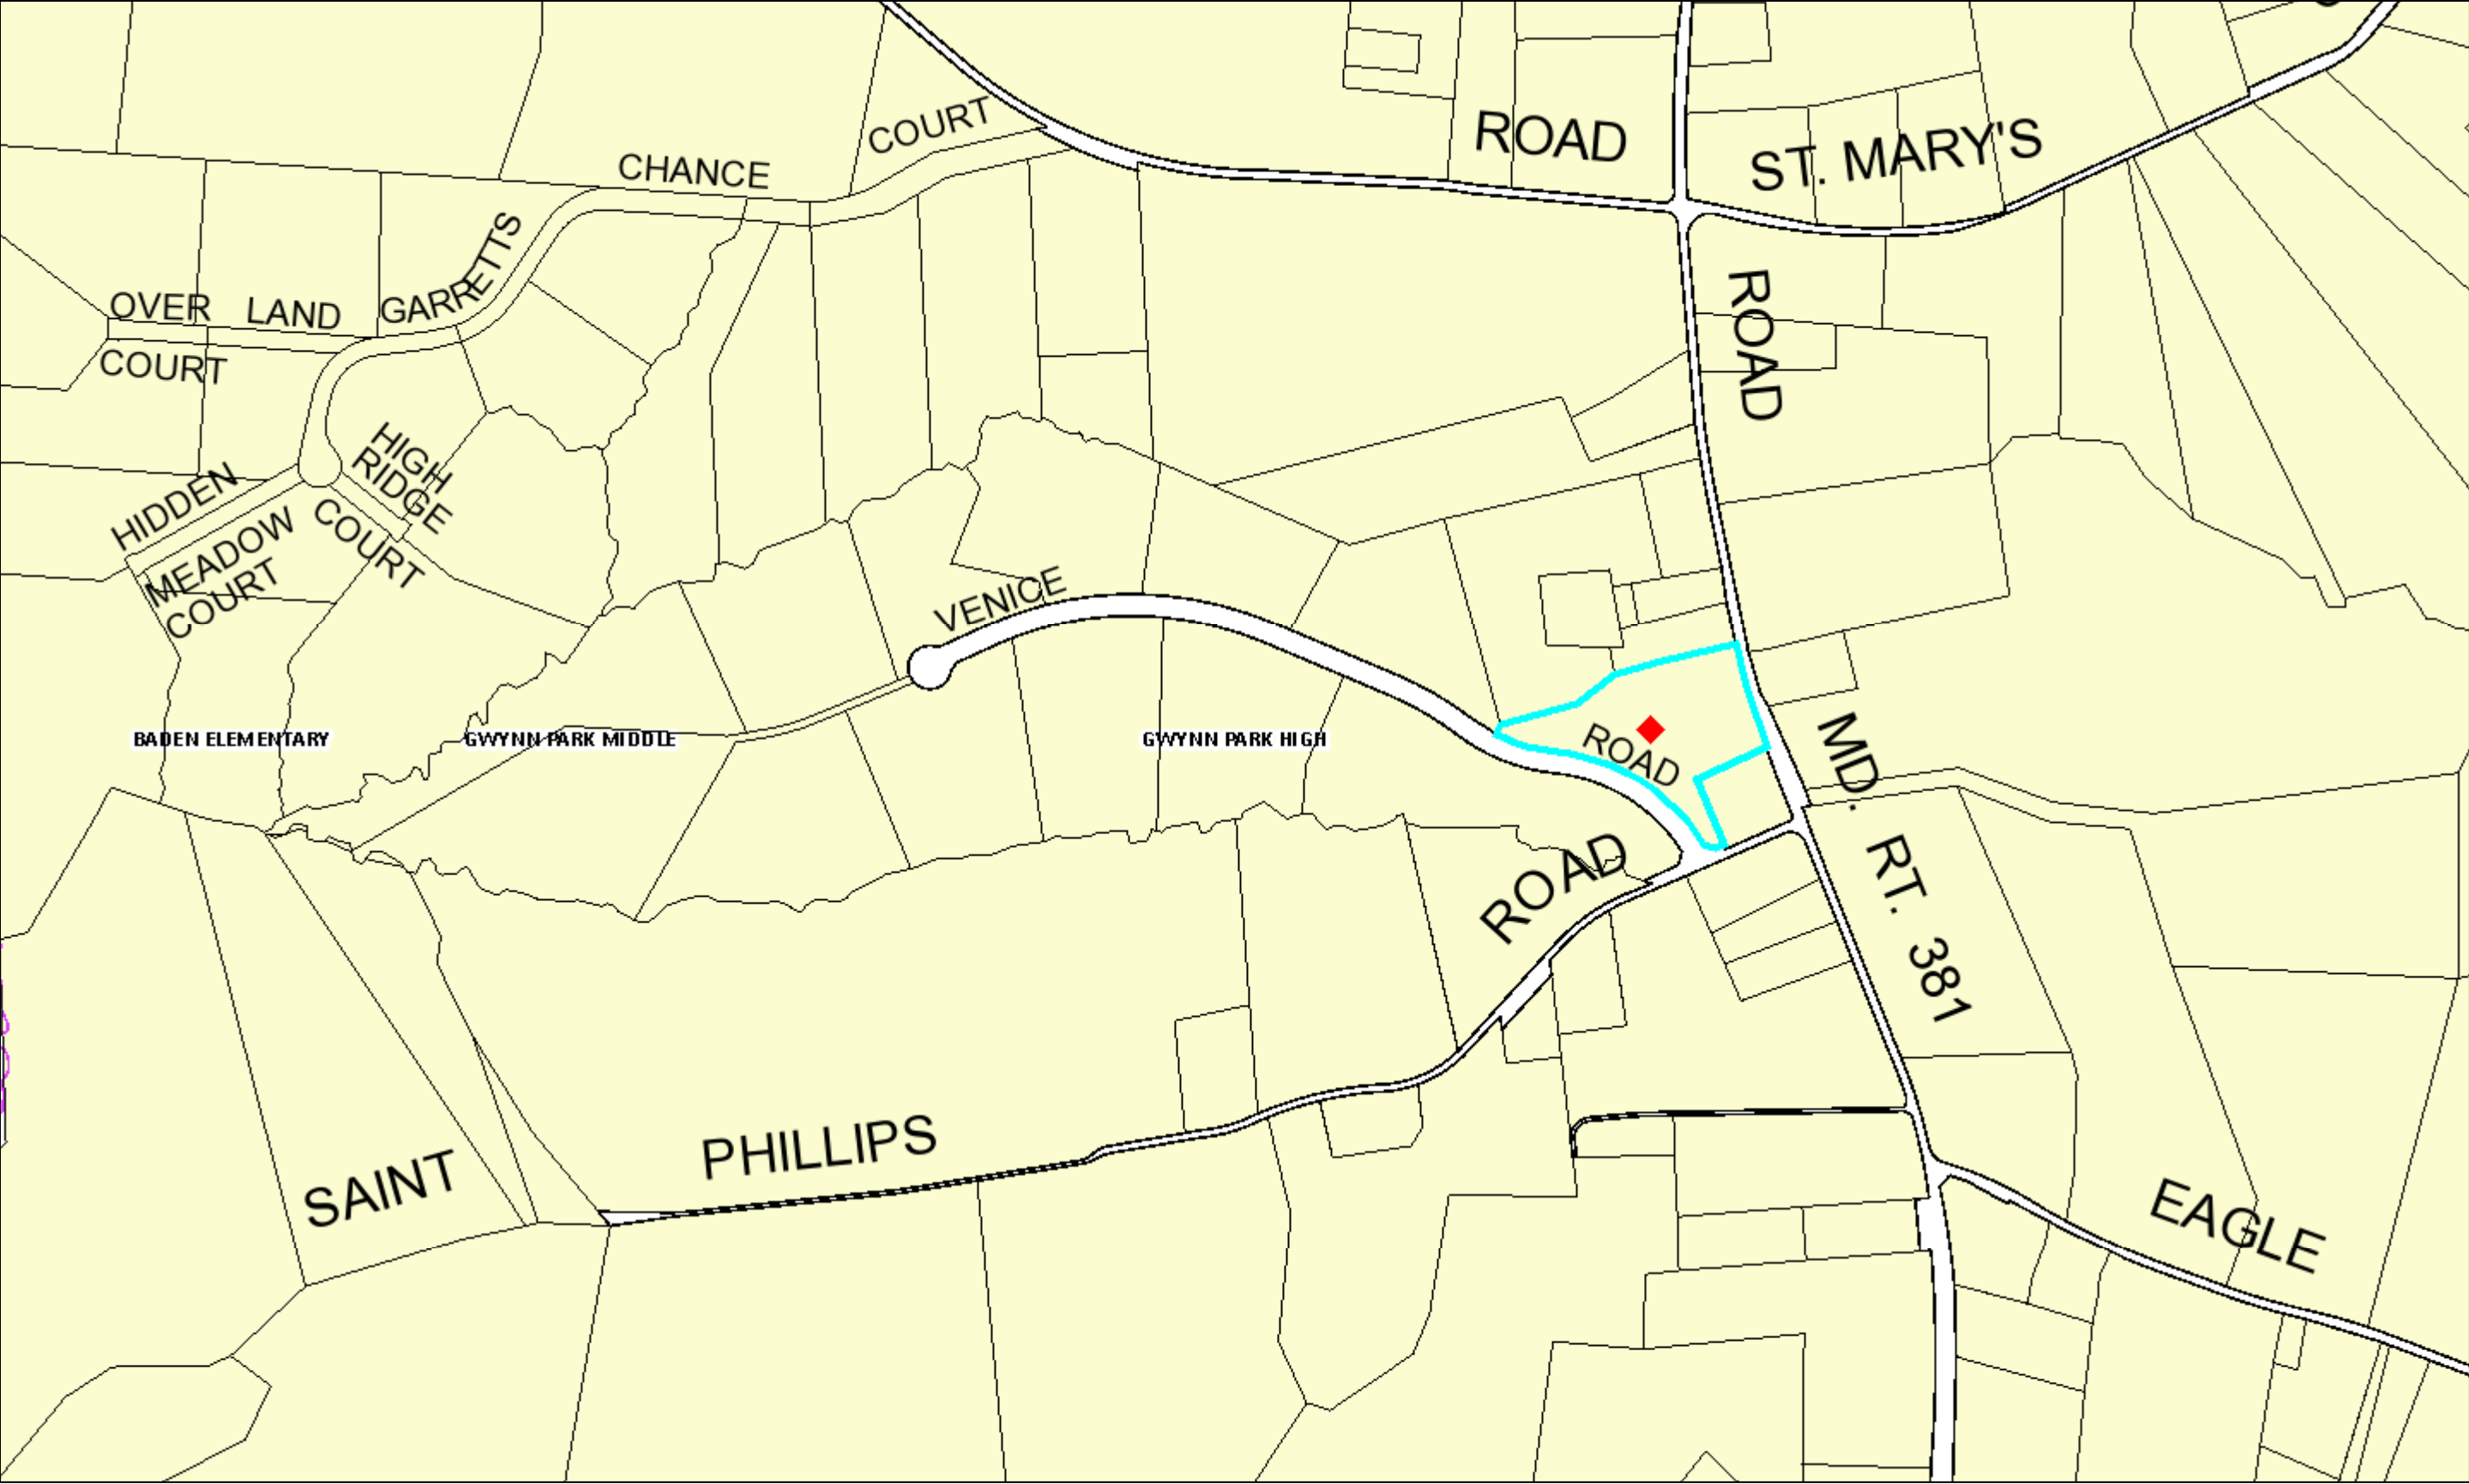 ROAD
ST. MARY'S
COURT
CHANCE
GARRETTS
ROAD
OVER LAND
COURT
HIGH
RIDGE
COURT
HIDDEN
MEADOW
COURT
VENICE
ROAD
BADEN ELEMENTARY
GWYNN PARK MIDDLE
GWYNN PARK HIGH
MD. RT. 381
ROAD
PHILLIPS
SAINT
EAGLE